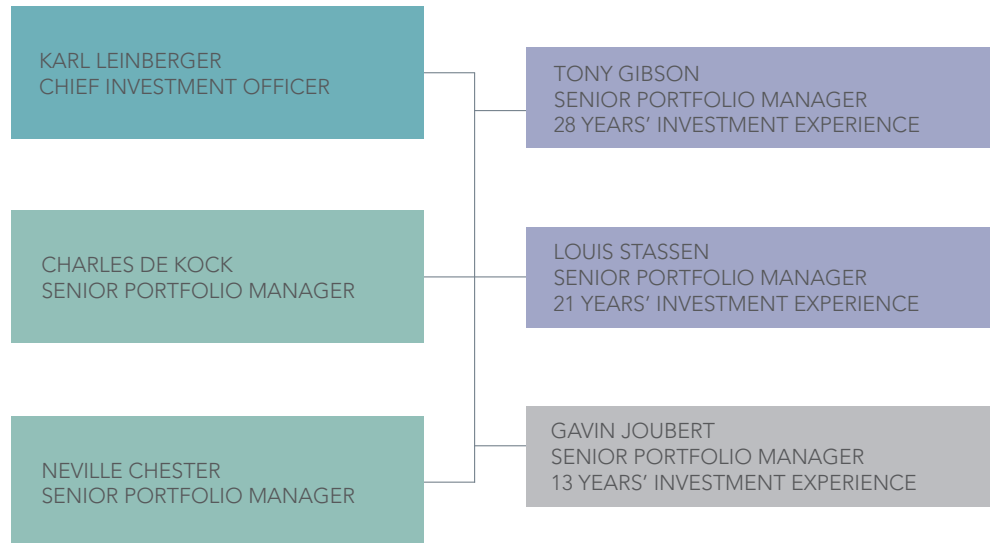 KARL LEINBERGER
CHIEF INVESTMENT OFFICER
CHARLES DE KOCK
SENIOR PORTFOLIO MANAGER
NEVILLE CHESTER
SENIOR PORTFOLIO MANAGER
TONY GIBSON
SENIOR PORTFOLIO MANAGER
28 YEARS’ INVESTMENT EXPERIENCE
LOUIS STASSEN
SENIOR PORTFOLIO MANAGER
21 YEARS’ INVESTMENT EXPERIENCE
GAVIN JOUBERT
SENIOR PORTFOLIO MANAGER
13 YEARS’ INVESTMENT EXPERIENCE